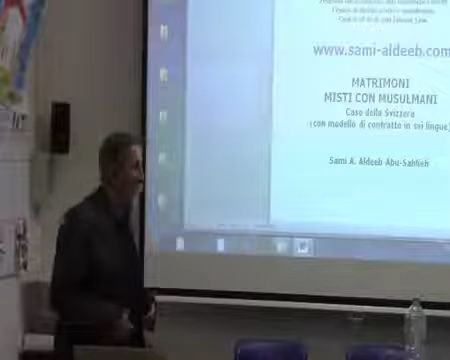 www.sami-aldeeb.com
MATRIMONI
MISTI CON MUSULMANI
Caso della Svizzera
(con modello di contratto in sei lingue)
Sami A. Aldeeb Abu-Sahlieh